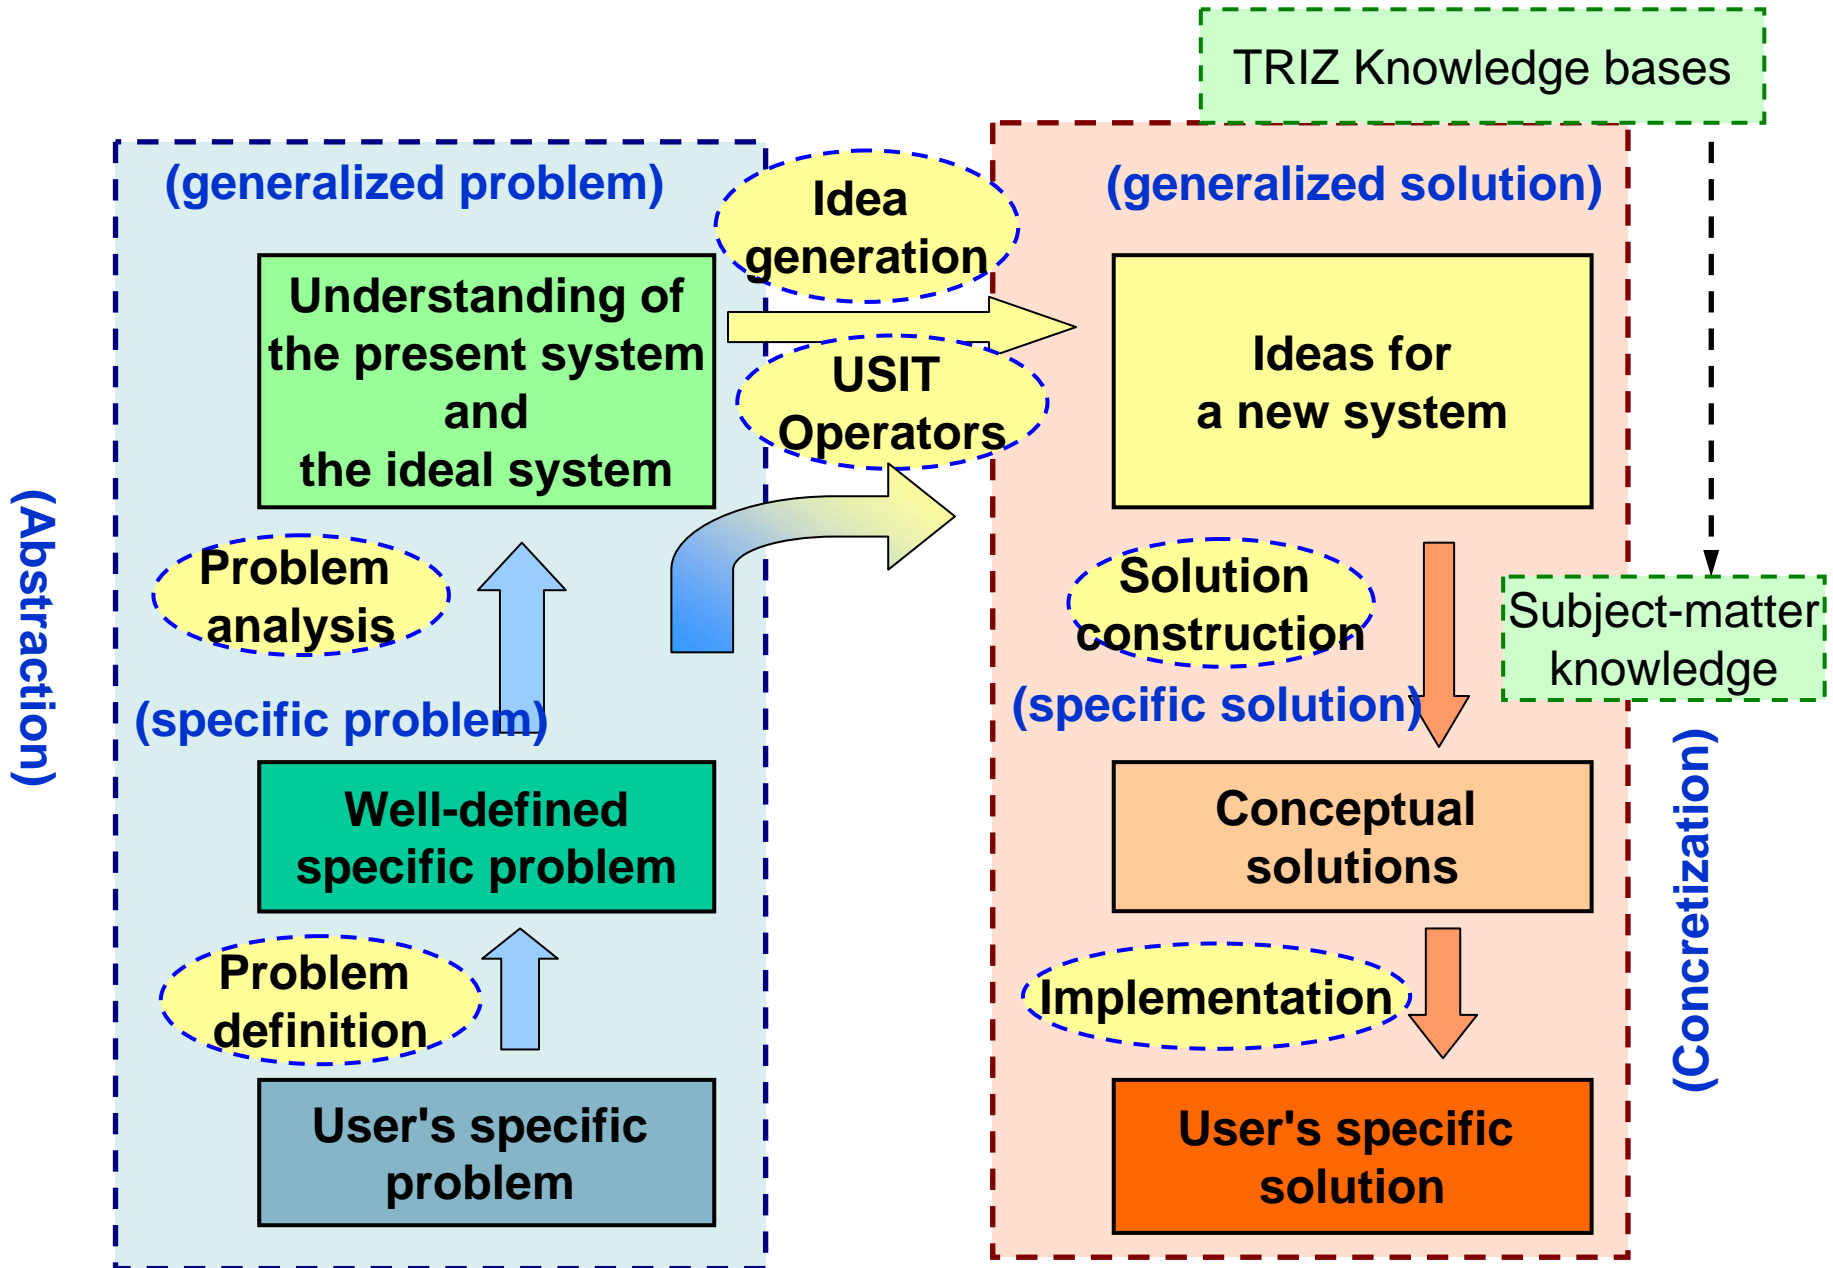 TRIZ Knowledge bases
(generalized problem)
Idea
generation
(generalized solution)
Understanding of
the present system
and
the ideal system
USIT
Operators
Ideas for
a new system
(Abstraction)
Problem
analysis
Solution
construction
Subject-matter
knowledge
(specific problem)
(specific solution)
Well-defined
specific problem
Conceptual
solutions
(Concretization)
Problem
definition
Implementation
User's specific
problem
User's specific
solution